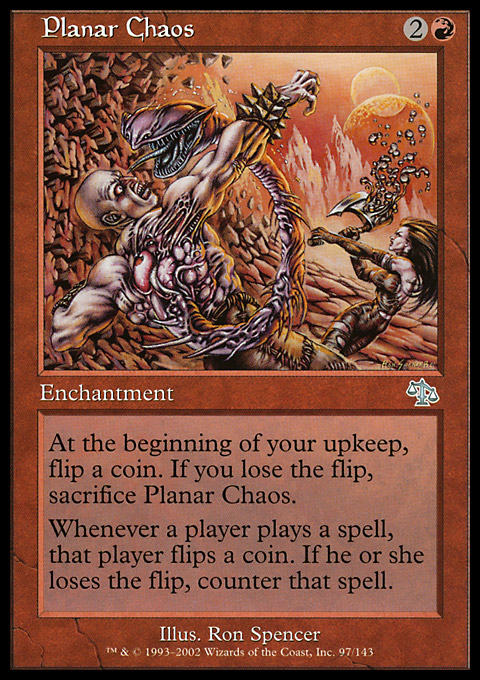 Planar Chaos 2
Enchantment
At the beginning of your upkeep,
flip a coin. If you lose the flip,
sacrifice Planar Chaos.
Whenever a player plays a spell,
that player flips a coin. If he or she
loses the flip, counter that spell.
Illus. Ron Spencer
™ & © 1993–2002 Wizards of the Coast, Inc. 97/143